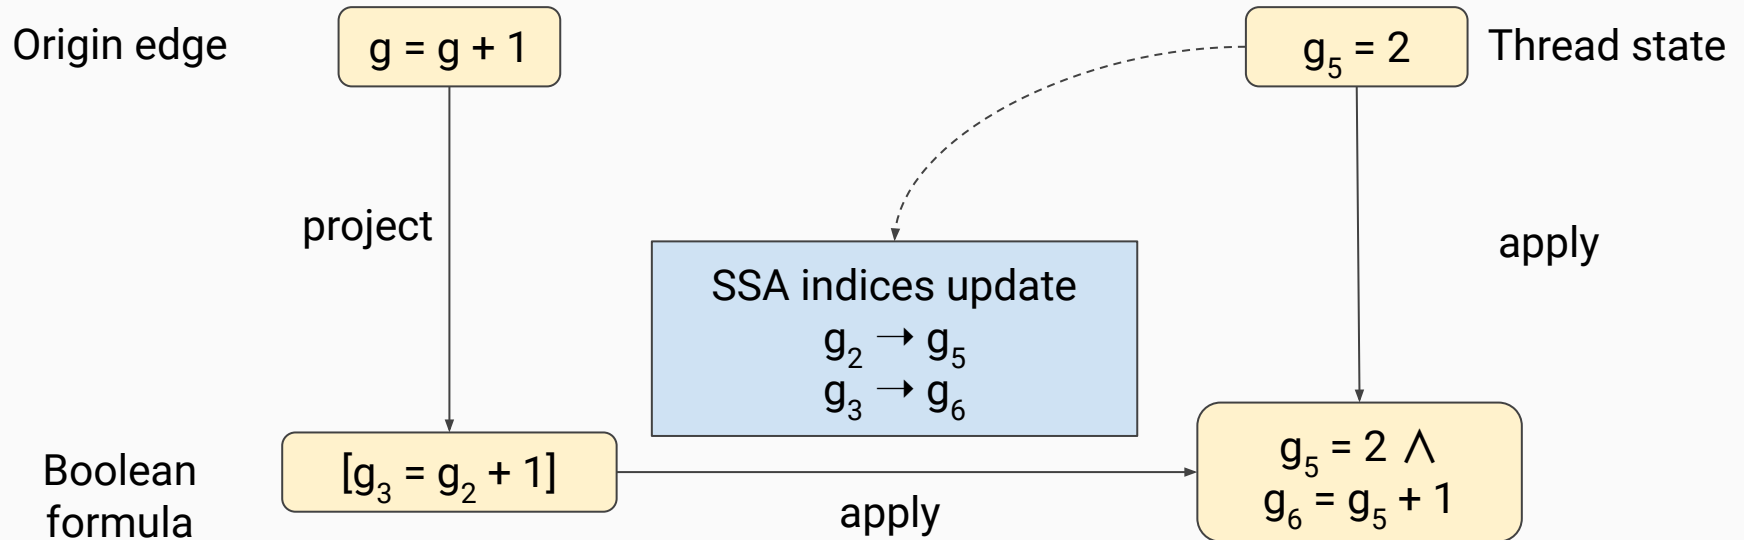 Origin edge
g = g + 1
g₅ = 2
Thread state
project
apply
SSA indices update
g₂ → g₅
g₃ → g₆
Boolean
formula
[g₃ = g₂ + 1]
apply
g₅ = 2 ∧
g₆ = g₅ + 1